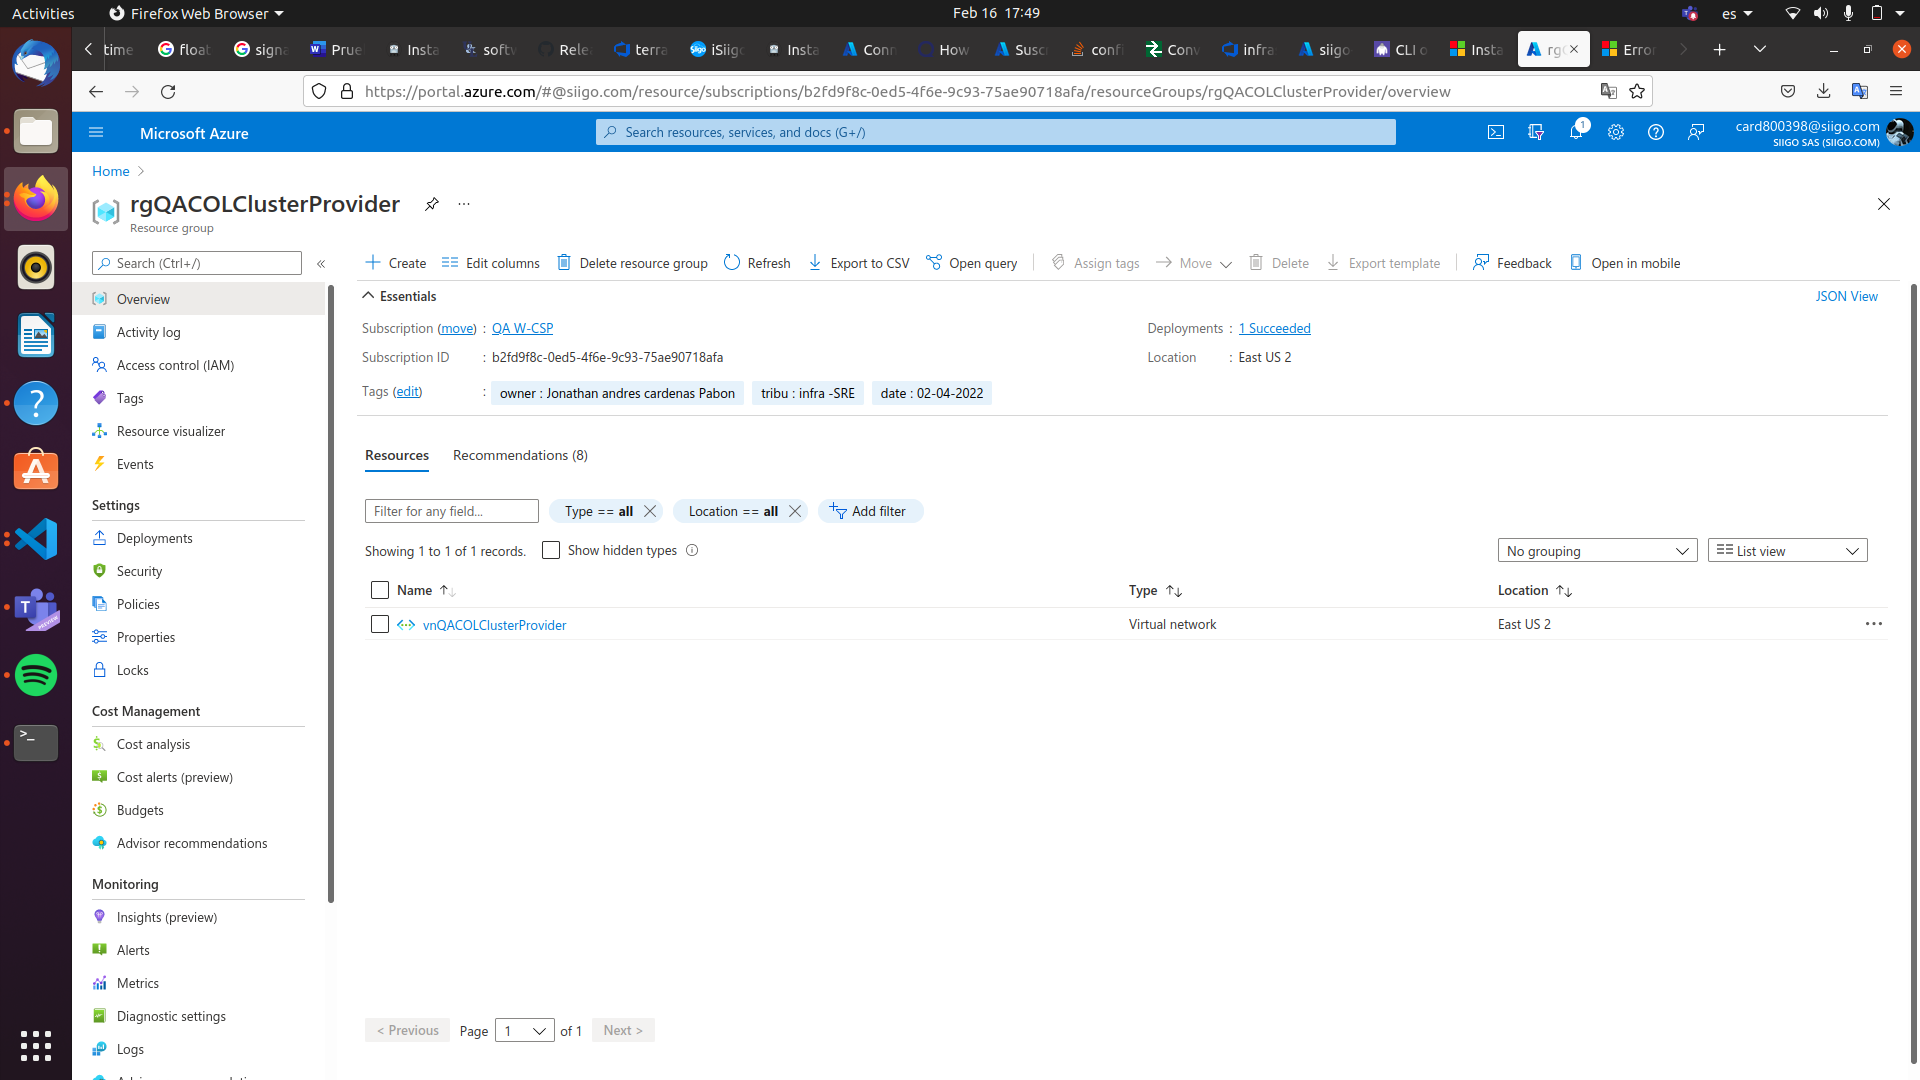 Activities
Firefox Web Browser
Feb 16 17:49
es
time
float
signa
Prue
Insta
softw
Relea
terra
iSiigo
Insta
Conn
How
Suscr
confi
Conv
infra
siigo
CLI o
Insta
rgQ
Error
https://portal.azure.com/#@siigo.com/resource/subscriptions/b2fd9f8c-0ed5-4f6e-9c93-75ae90718afa/resourceGroups/rgQACOLClusterProvider/overview
Microsoft Azure
Search resources, services, and docs (G+/)
1
card800398@siigo.com
SIIGO SAS (SIIGO.COM)
Home
rgQACOLClusterProvider
Resource group
Search (Ctrl+/)
Create
Edit columns
Delete resource group
Refresh
Export to CSV
Open query
Assign tags
Move
Delete
Export template
Feedback
Open in mobile
Overview
Activity log
Access control (IAM)
Tags
Resource visualizer
Events
Settings
Deployments
Security
Policies
Properties
Locks
Cost Management
Cost analysis
Cost alerts (preview)
Budgets
Advisor recommendations
Monitoring
Insights (preview)
Alerts
Metrics
Diagnostic settings
Logs
Essentials
JSON View
Subscription (move) : QA W-CSP
Deployments : 1 Succeeded
Subscription ID : b2fd9f8c-0ed5-4f6e-9c93-75ae90718afa
Location : East US 2
Tags (edit) : owner : Jonathan andres cardenas Pabon tribu : infra -SRE date : 02-04-2022
Resources
Recommendations (8)
Filter for any field...
Type == all
Location == all
Add filter
Showing 1 to 1 of 1 records.
Show hidden types
No grouping
List view
Name
Type
Location
vnQACOLClusterProvider
Virtual network
East US 2
< Previous
Page 1 of 1
Next >